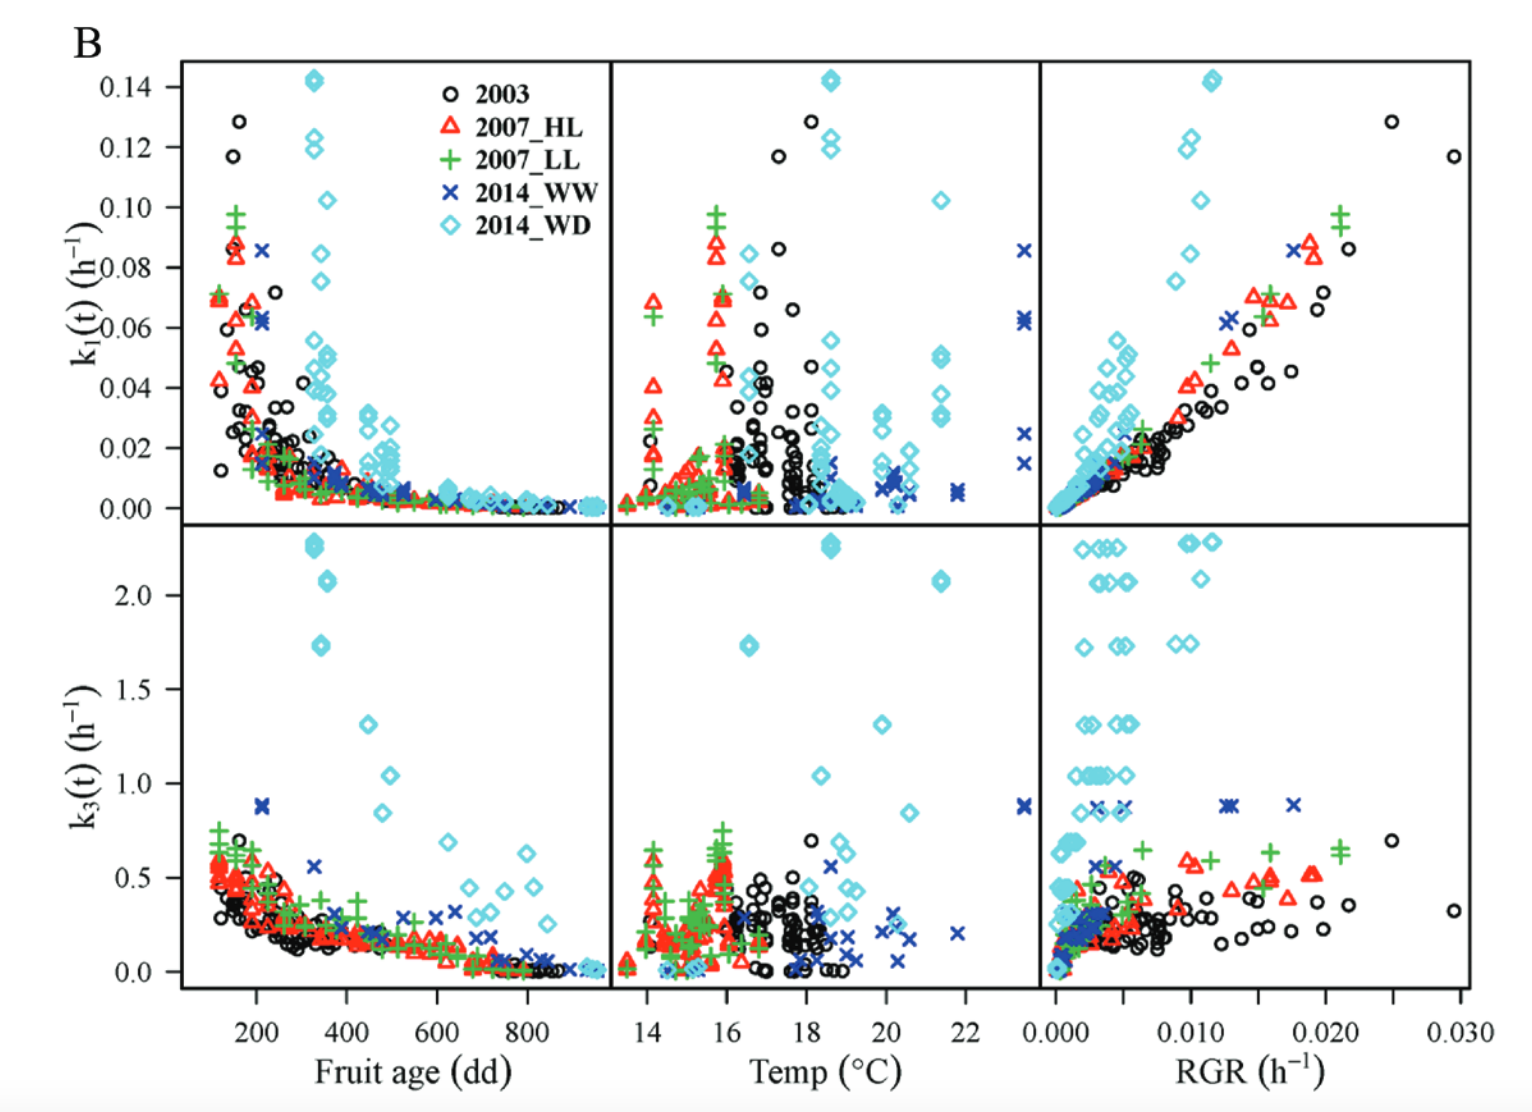 B
2003
2007_HL
2007_LL
2014_WW
2014_WD
k₁(t) (h⁻¹)
0.14
0.12
0.10
0.08
0.06
0.04
0.02
0.00
k₃(t) (h⁻¹)
2.0
1.5
1.0
0.5
0.0
200 400 600 800
14 16 18 20 22
0.000 0.010 0.020 0.030
Fruit age (dd)
Temp (°C)
RGR (h⁻¹)